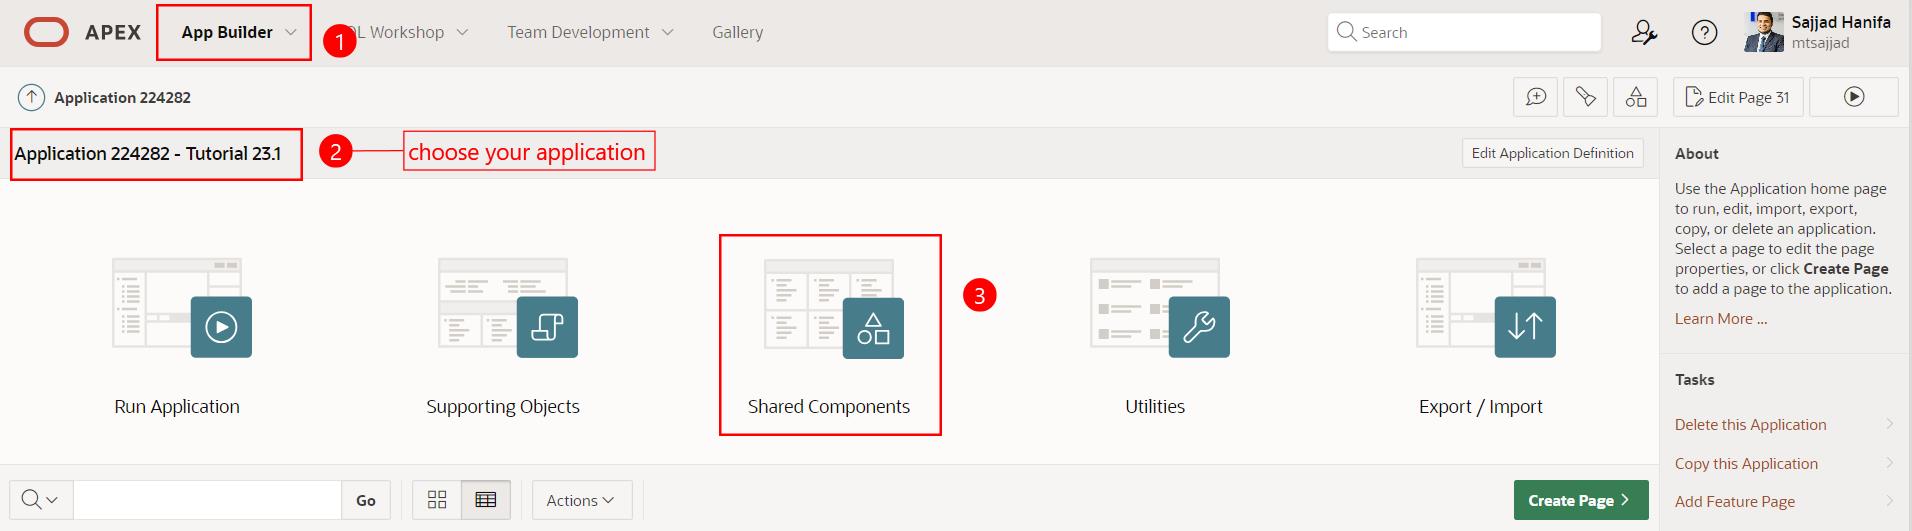 APEX
App Builder
1
QL Workshop
Team Development
Gallery
Search
Sajjad Hanifa
mtsajjad
Application 224282
Edit Page 31
Application 224282 - Tutorial 23.1
2
choose your application
Edit Application Definition
Run Application
Supporting Objects
Shared Components
3
Utilities
Export / Import
Go
Actions
Create Page
About
Use the Application home page
to run, edit, import, export,
copy, or delete an application.
Select a page to edit the page
properties, or click Create Page
to add a page to the application.
Learn More ...
Tasks
Delete this Application
Copy this Application
Add Feature Page